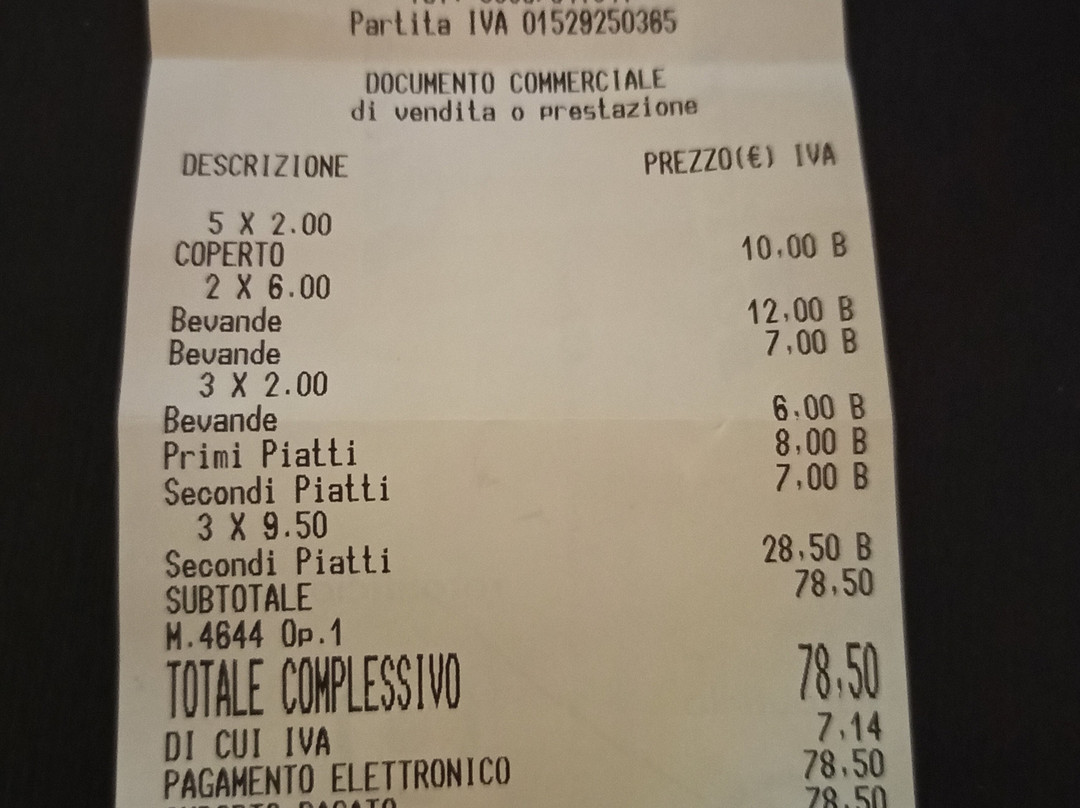 Partita IVA 01529250365
DOCUMENTO COMMERCIALE
di vendita o prestazione
DESCRIZIONE PREZZO(€) IVA
5 X 2.00
COPERTO 10,00 B
2 X 6.00
Bevande 12,00 B
Bevande 7,00 B
3 X 2.00
Bevande 6,00 B
Primi Piatti 8,00 B
Secondi Piatti 7,00 B
3 X 9.50
Secondi Piatti 28,50 B
SUBTOTALE 78,50
M.4644 Op.1
TOTALE COMPLESSIVO 78,50
DI CUI IVA 7,14
PAGAMENTO ELETTRONICO 78,50
78,50